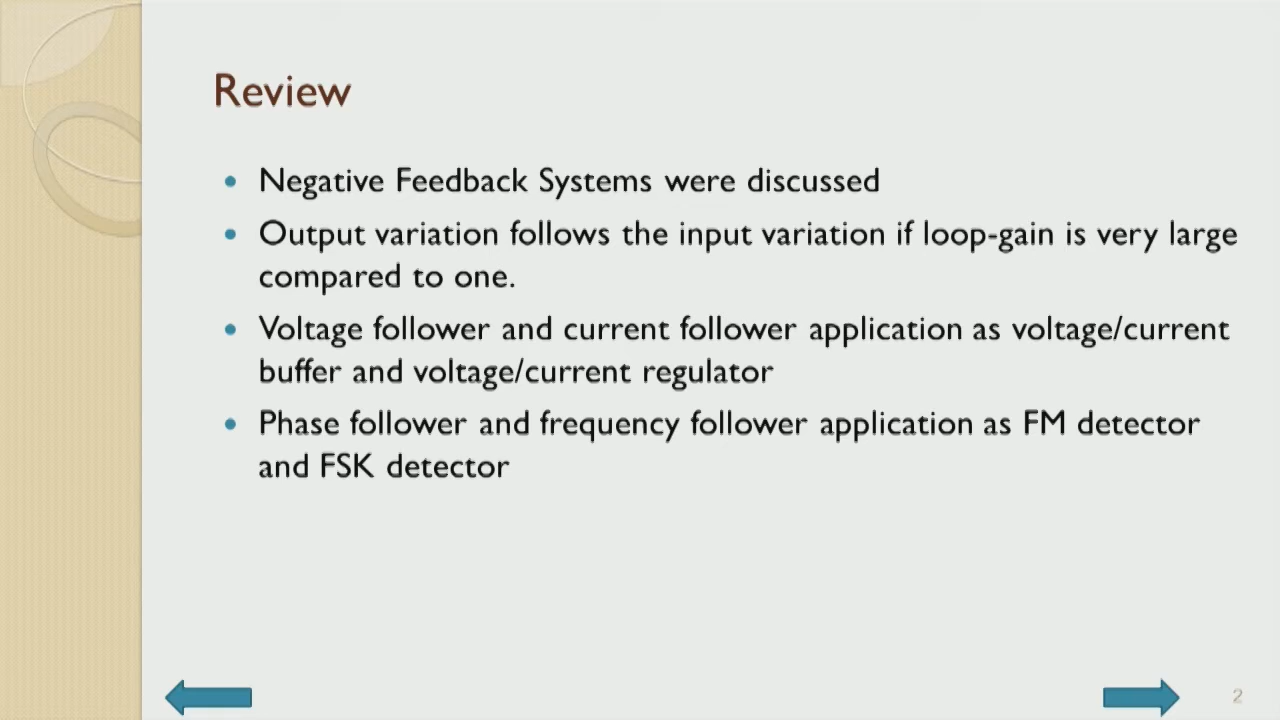 Review
Negative Feedback Systems were discussed
Output variation follows the input variation if loop-gain is very large
compared to one.
Voltage follower and current follower application as voltage/current
buffer and voltage/current regulator
Phase follower and frequency follower application as FM detector
and FSK detector
2